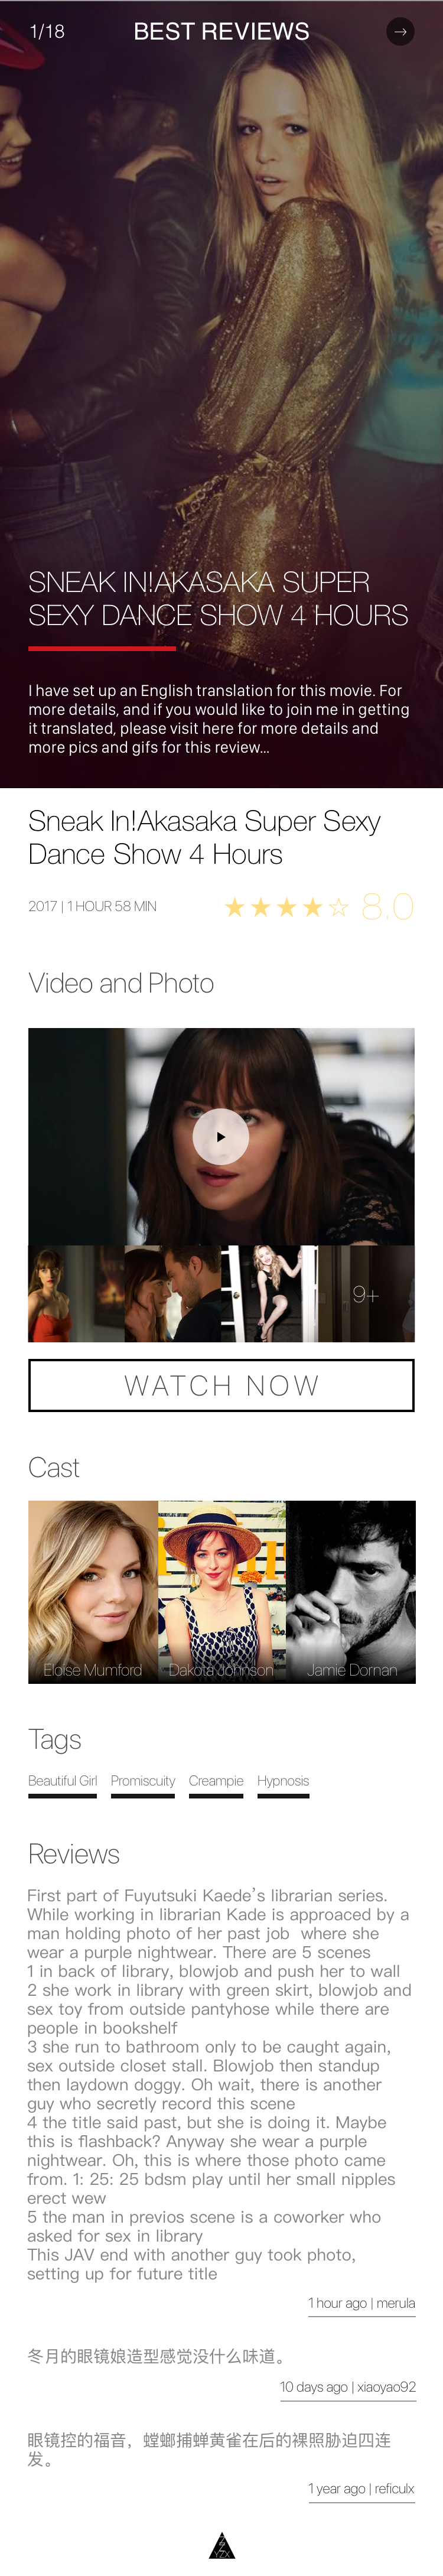 1/18
BEST REVIEWS
→
SNEAK IN!AKASAKA SUPER
SEXY DANCE SHOW 4 HOURS
I have set up an English translation for this movie. For
more details, and if you would like to join me in getting
it translated, please visit here for more details and
more pics and gifs for this review...
Sneak In!Akasaka Super Sexy
Dance Show 4 Hours
2017 | 1 HOUR 58 MIN
★★★★☆ 8.0
Video and Photo
9+
WATCH NOW
Cast
Eloise Mumford
Dakota Johnson
Jamie Dornan
Tags
Beautiful Girl Promiscuity Creampie Hypnosis
Reviews
First part of Fuyutsuki Kaede's librarian series.
While working in librarian Kade is approaced by a
man holding photo of her past job  where she
wear a purple nightwear. There are 5 scenes
1 in back of library, blowjob and push her to wall
2 she work in library with green skirt, blowjob and
sex toy from outside pantyhose while there are
people in bookshelf
3 she run to bathroom only to be caught again,
sex outside closet stall. Blowjob then standup
then laydown doggy. Oh wait, there is another
guy who secretly record this scene
4 the title said past, but she is doing it. Maybe
this is flashback? Anyway she wear a purple
nightwear. Oh, this is where those photo came
from. 1: 25: 25 bdsm play until her small nipples
erect wew
5 the man in previos scene is a coworker who
asked for sex in library
This JAV end with another guy took photo,
setting up for future title
1 hour ago | merula
冬月的眼镜娘造型感觉没什么味道。
10 days ago | xiaoyao92
眼镜控的福音，螳螂捕蝉黄雀在后的裸照胁迫四连
发。
1 year ago | reficulx